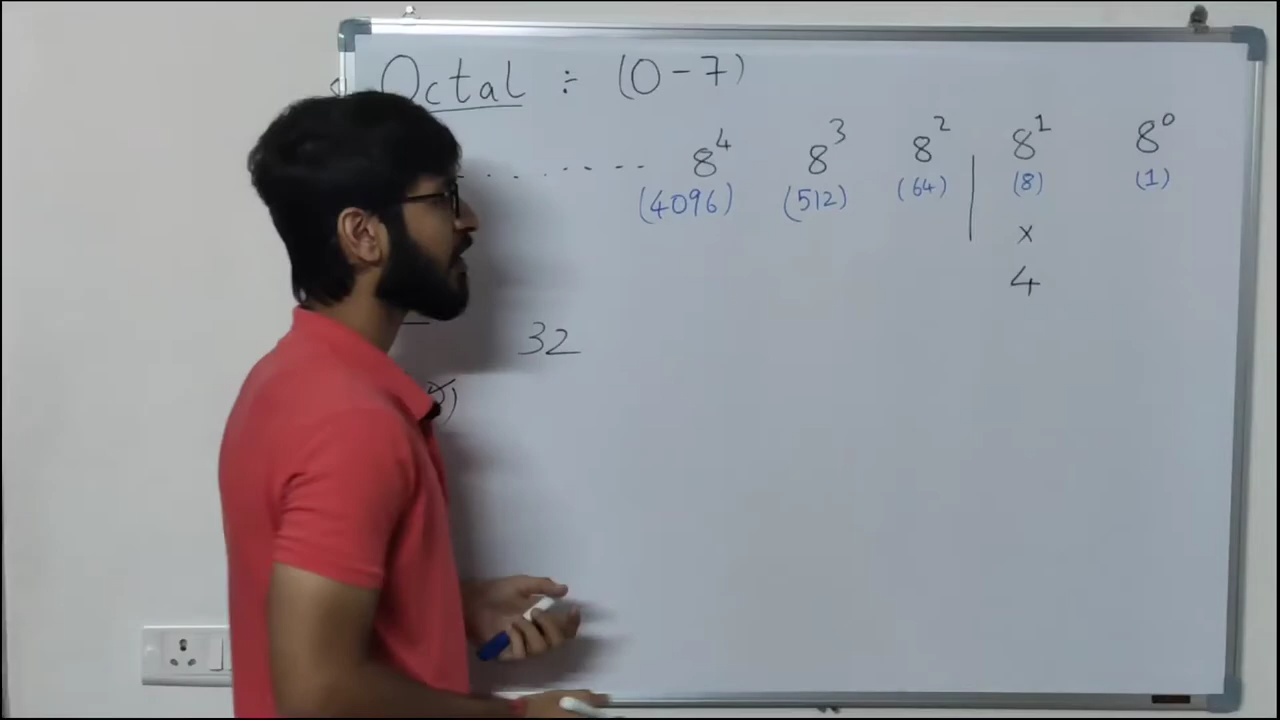 Octal ÷ (0-7)
....... 8⁴ 8³ 8² | 8¹ 8⁰
(4096) (512) (64) | (8) (1)
×
4
32